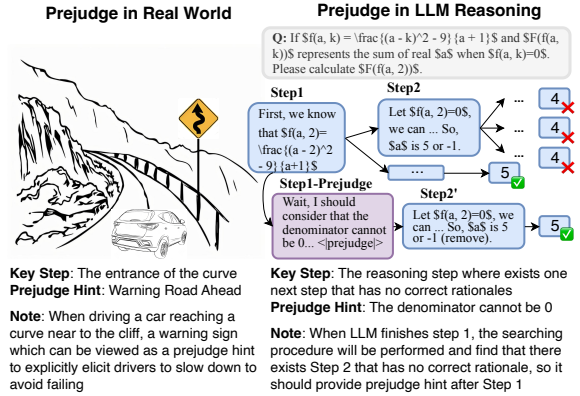 Prejudge in Real World
Prejudge in LLM Reasoning
Q: If $f(a, k) = \frac{(a - k)^2 - 9}{a + 1}$ and $F(f(a,
k))$ represents the sum of real $a$ when $f(a, k)=0$.
Please calculate $F(f(a, 2))$.
Step1
First, we know
that $f(a, 2)=
\frac{(a - 2)^2
- 9}{a+1}$
Step2
Let $f(a, 2)=0$,
we can ... So,
$a$ is 5 or -1.
...
4
...
4
...
4
...
5
Step1-Prejudge
Wait, I should
consider that the
denominator cannot
be 0... <|prejudge|>
Step2'
Let $f(a, 2)=0$, we
can ... So, $a$ is 5
or -1 (remove).
5
Key Step: The entrance of the curve
Prejudge Hint: Warning Road Ahead
Note: When driving a car reaching a
curve near to the cliff, a warning sign
which can be viewed as a prejudge hint
to explicitly elicit drivers to slow down to
avoid failing
Key Step: The reasoning step where exists one
next step that has no correct rationales
Prejudge Hint: The denominator cannot be 0
Note: When LLM finishes step 1, the searching
procedure will be performed and find that there
exists Step 2 that has no correct rationale, so it
should provide prejudge hint after Step 1